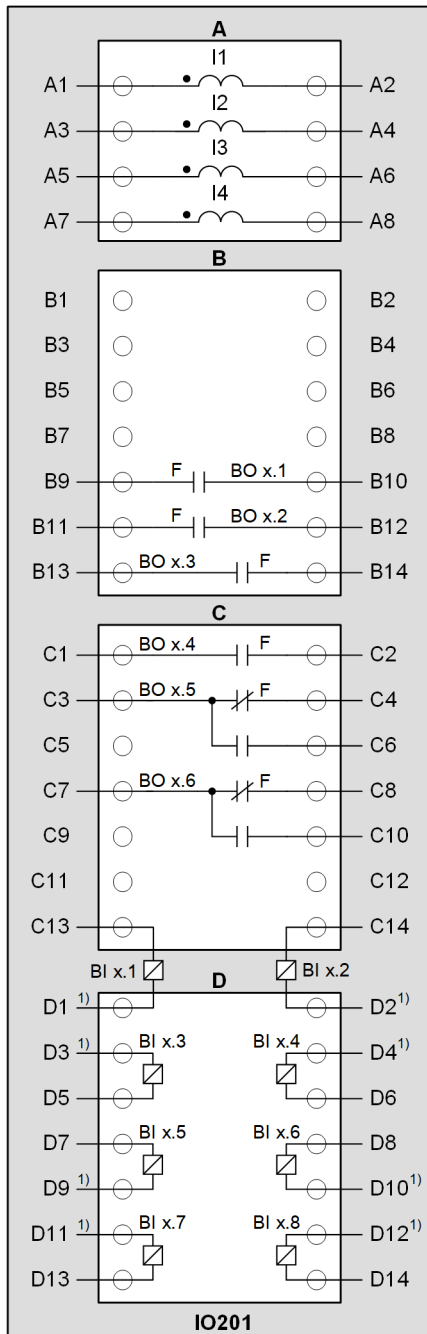 A
I1
A1 A2
I2
A3 A4
I3
A5 A6
I4
A7 A8
B
B1 B2
B3 B4
B5 B6
B7 B8
B9 F BO x.1 B10
B11 F BO x.2 B12
B13 BO x.3 F B14
C
C1 BO x.4 F C2
C3 BO x.5 F C4
C5 C6
C7 BO x.6 F C8
C9 C10
C11 C12
C13 C14
BI x.1 BI x.2
D
D1 1) D2 1)
BI x.3 BI x.4
D3 1) D4 1)
D5 D6
BI x.5 BI x.6
D7 D8
D9 1) D10 1)
BI x.7 BI x.8
D11 1) D12 1)
D13 D14
IO201